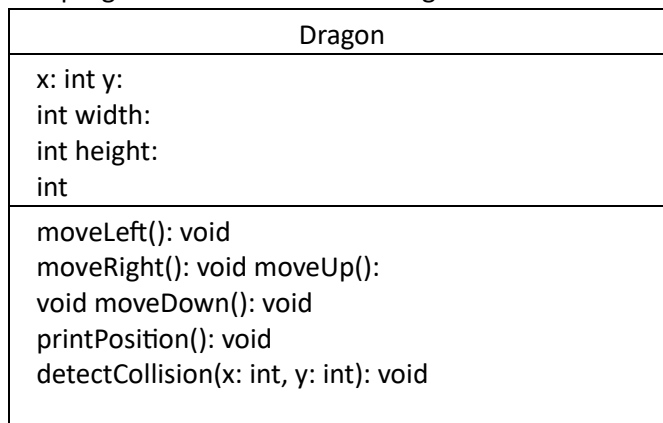 Dragon
x: int y:
int width:
int height:
int
moveLeft(): void
moveRight(): void moveUp():
void moveDown(): void
printPosition(): void
detectCollision(x: int, y: int): void